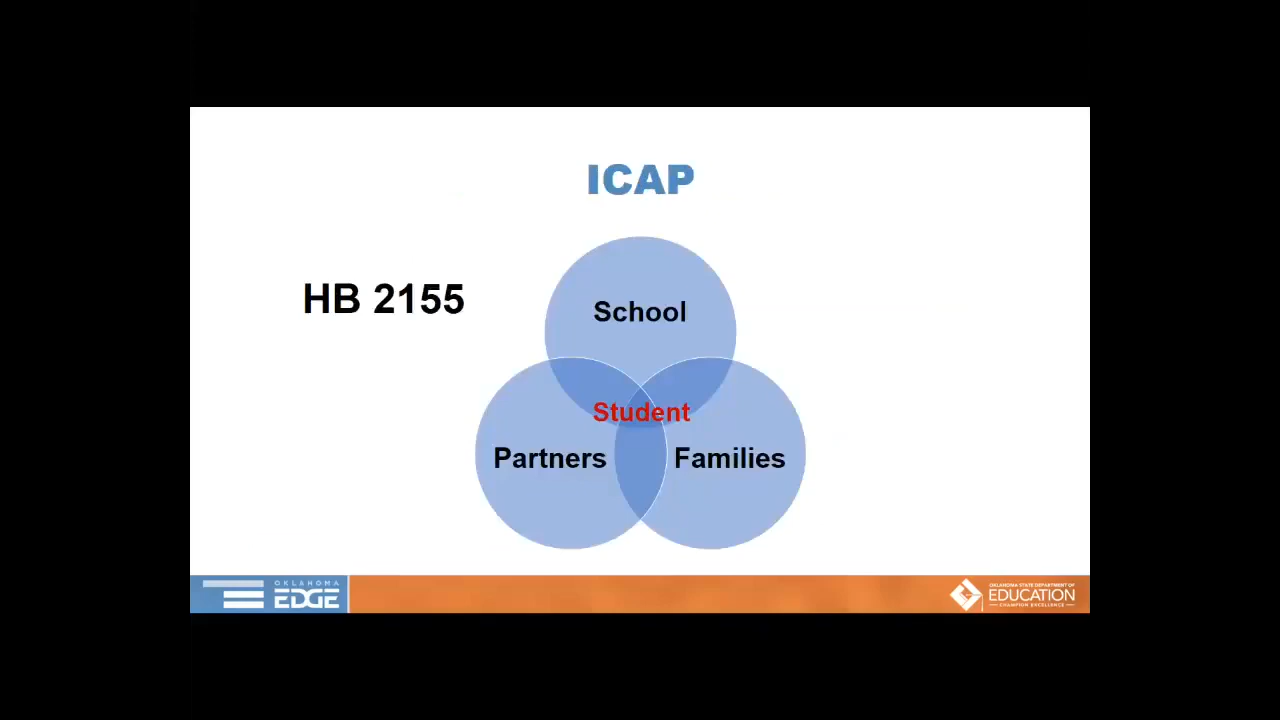 ICAP
HB 2155
School
Student
Partners
Families
OKLAHOMA
EDGE
OKLAHOMA STATE DEPARTMENT OF
EDUCATION
CHAMPION EXCELLENCE